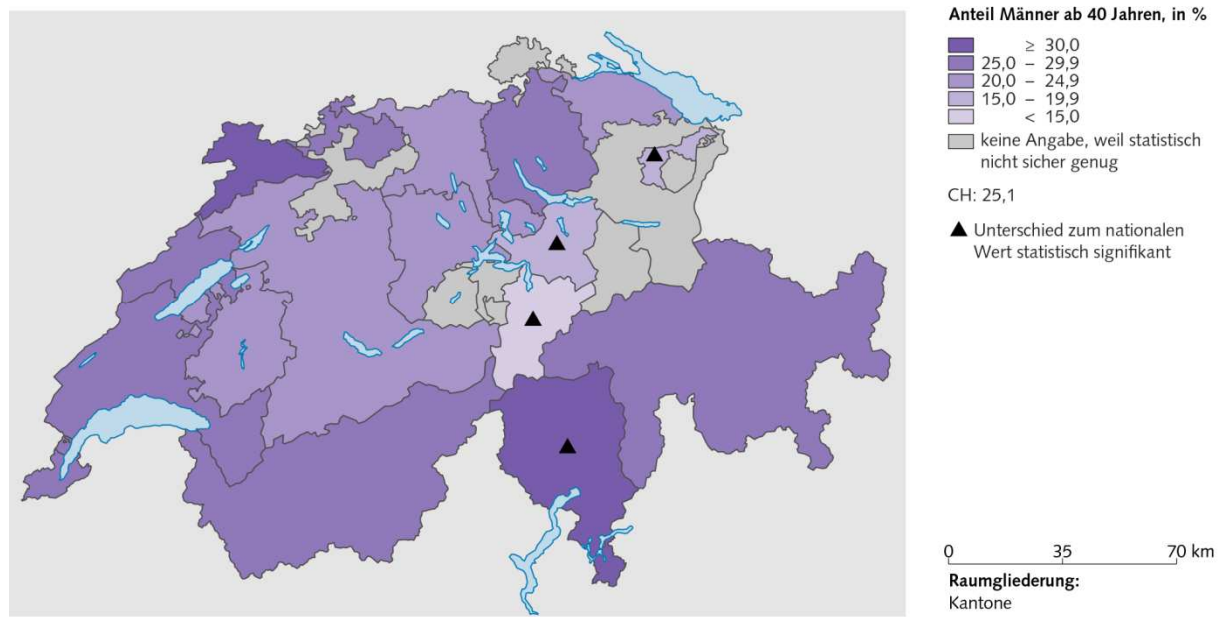 Anteil Männer ab 40 Jahren, in %
≥ 30,0
25,0 – 29,9
20,0 – 24,9
15,0 – 19,9
< 15,0
keine Angabe, weil statistisch
nicht sicher genug
CH: 25,1
Unterschied zum nationalen
Wert statistisch signifikant
0 35 70 km
Raumgliederung:
Kantone